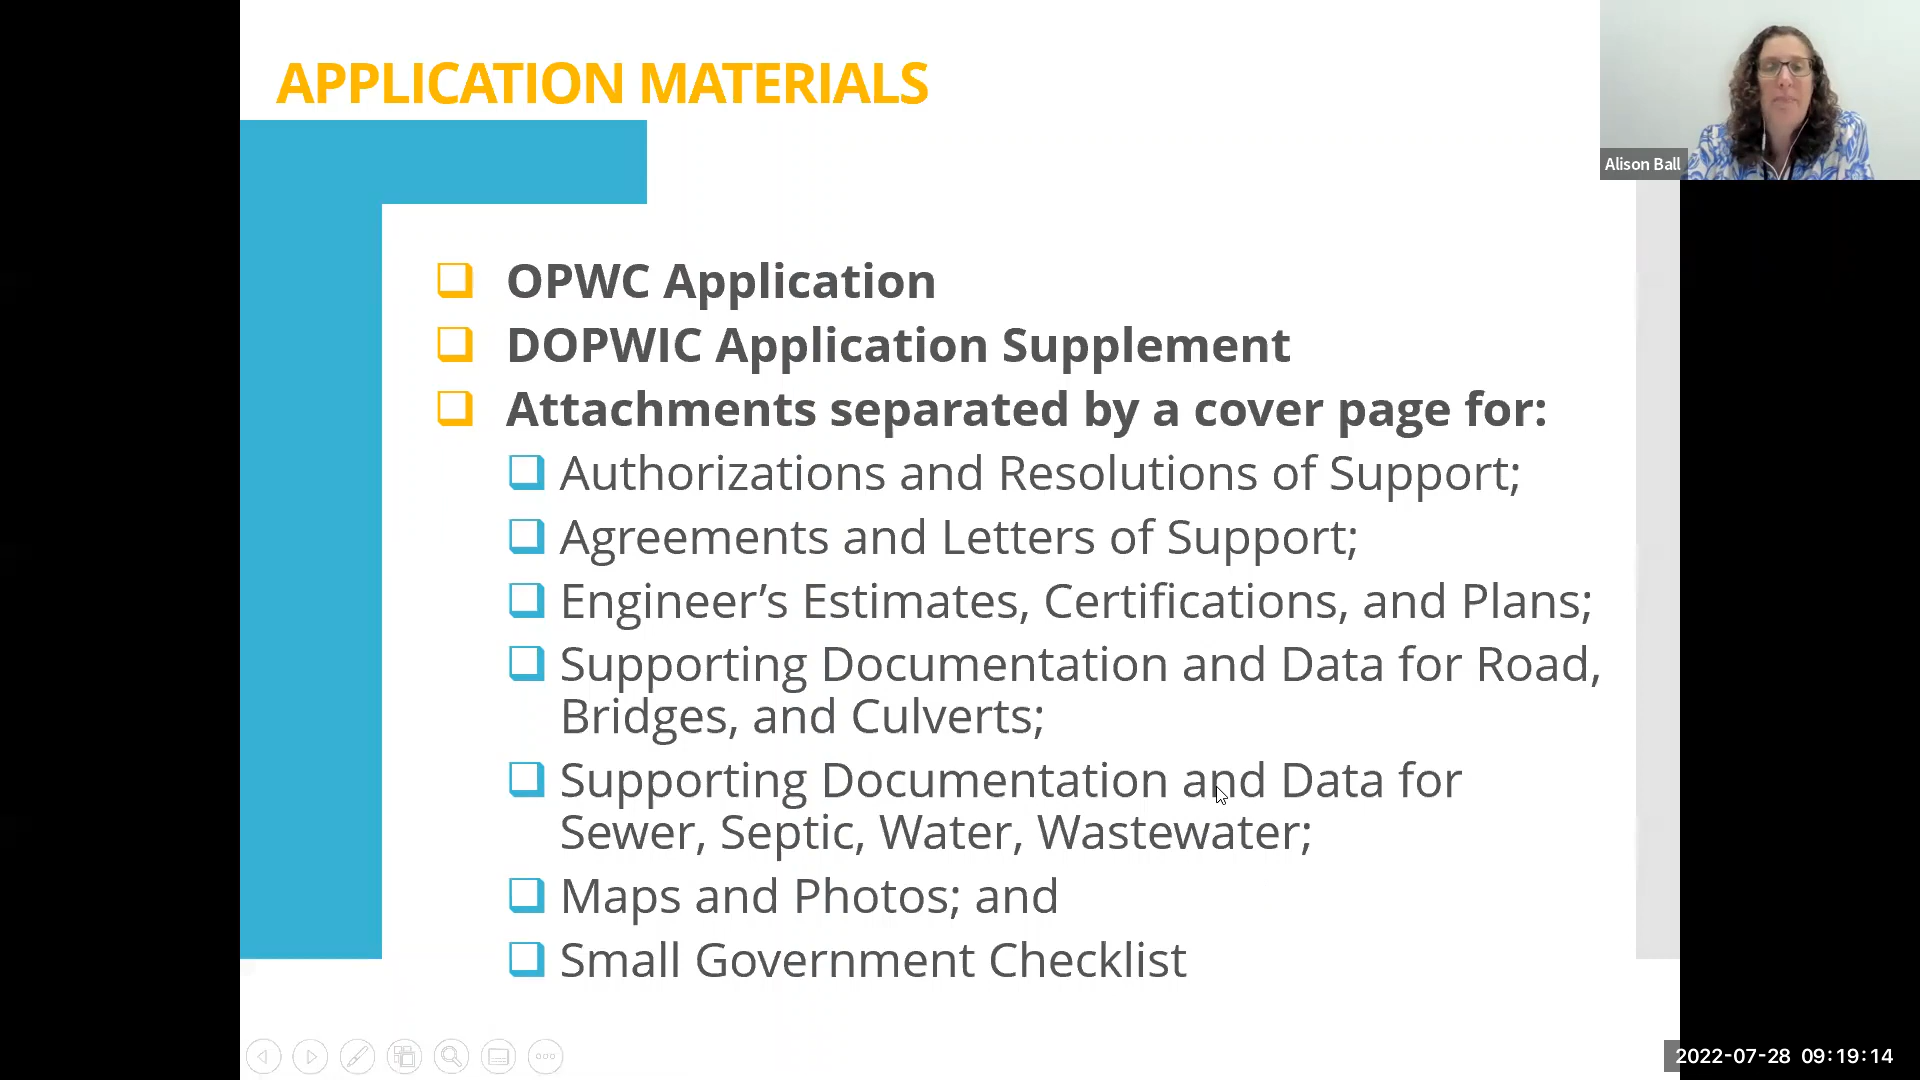 APPLICATION MATERIALS
Alison Ball
OPWC Application
DOPWIC Application Supplement
Attachments separated by a cover page for:
Authorizations and Resolutions of Support;
Agreements and Letters of Support;
Engineer’s Estimates, Certifications, and Plans;
Supporting Documentation and Data for Road,
Bridges, and Culverts;
Supporting Documentation and Data for
Sewer, Septic, Water, Wastewater;
Maps and Photos; and
Small Government Checklist
2022-07-28 09:19:14